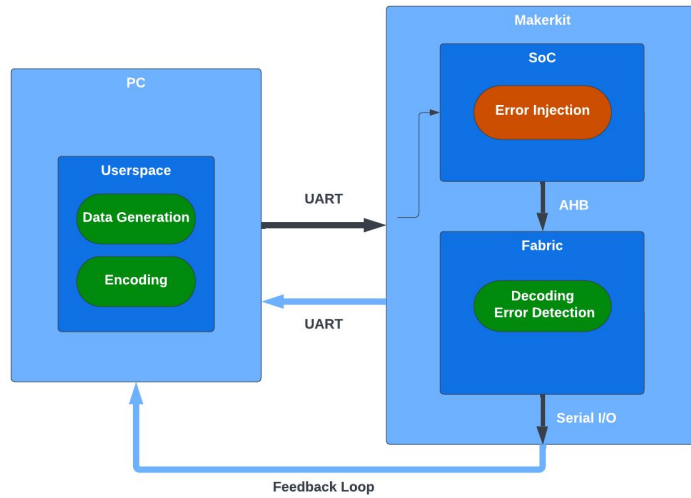 Makerkit
SoC
Error Injection
PC
Userspace
Data Generation
Encoding
UART
AHB
Fabric
Decoding
Error Detection
UART
Serial I/O
Feedback Loop